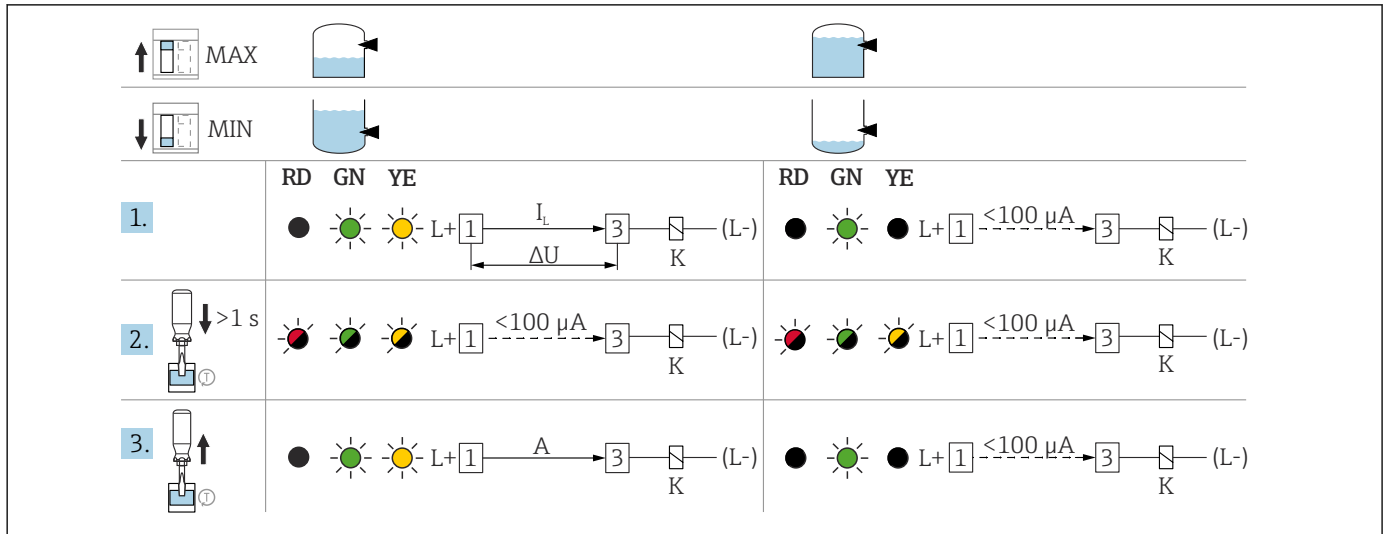 MAX
MIN
RD GN YE RD GN YE
1. L+ 1 I_L 3 (L-) L+ 1 <100 µA 3 (L-)
ΔU K K
2. >1 s L+ 1 <100 µA 3 (L-) L+ 1 <100 µA 3 (L-)
T K K
3. L+ 1 A 3 (L-) L+ 1 <100 µA 3 (L-)
T K K